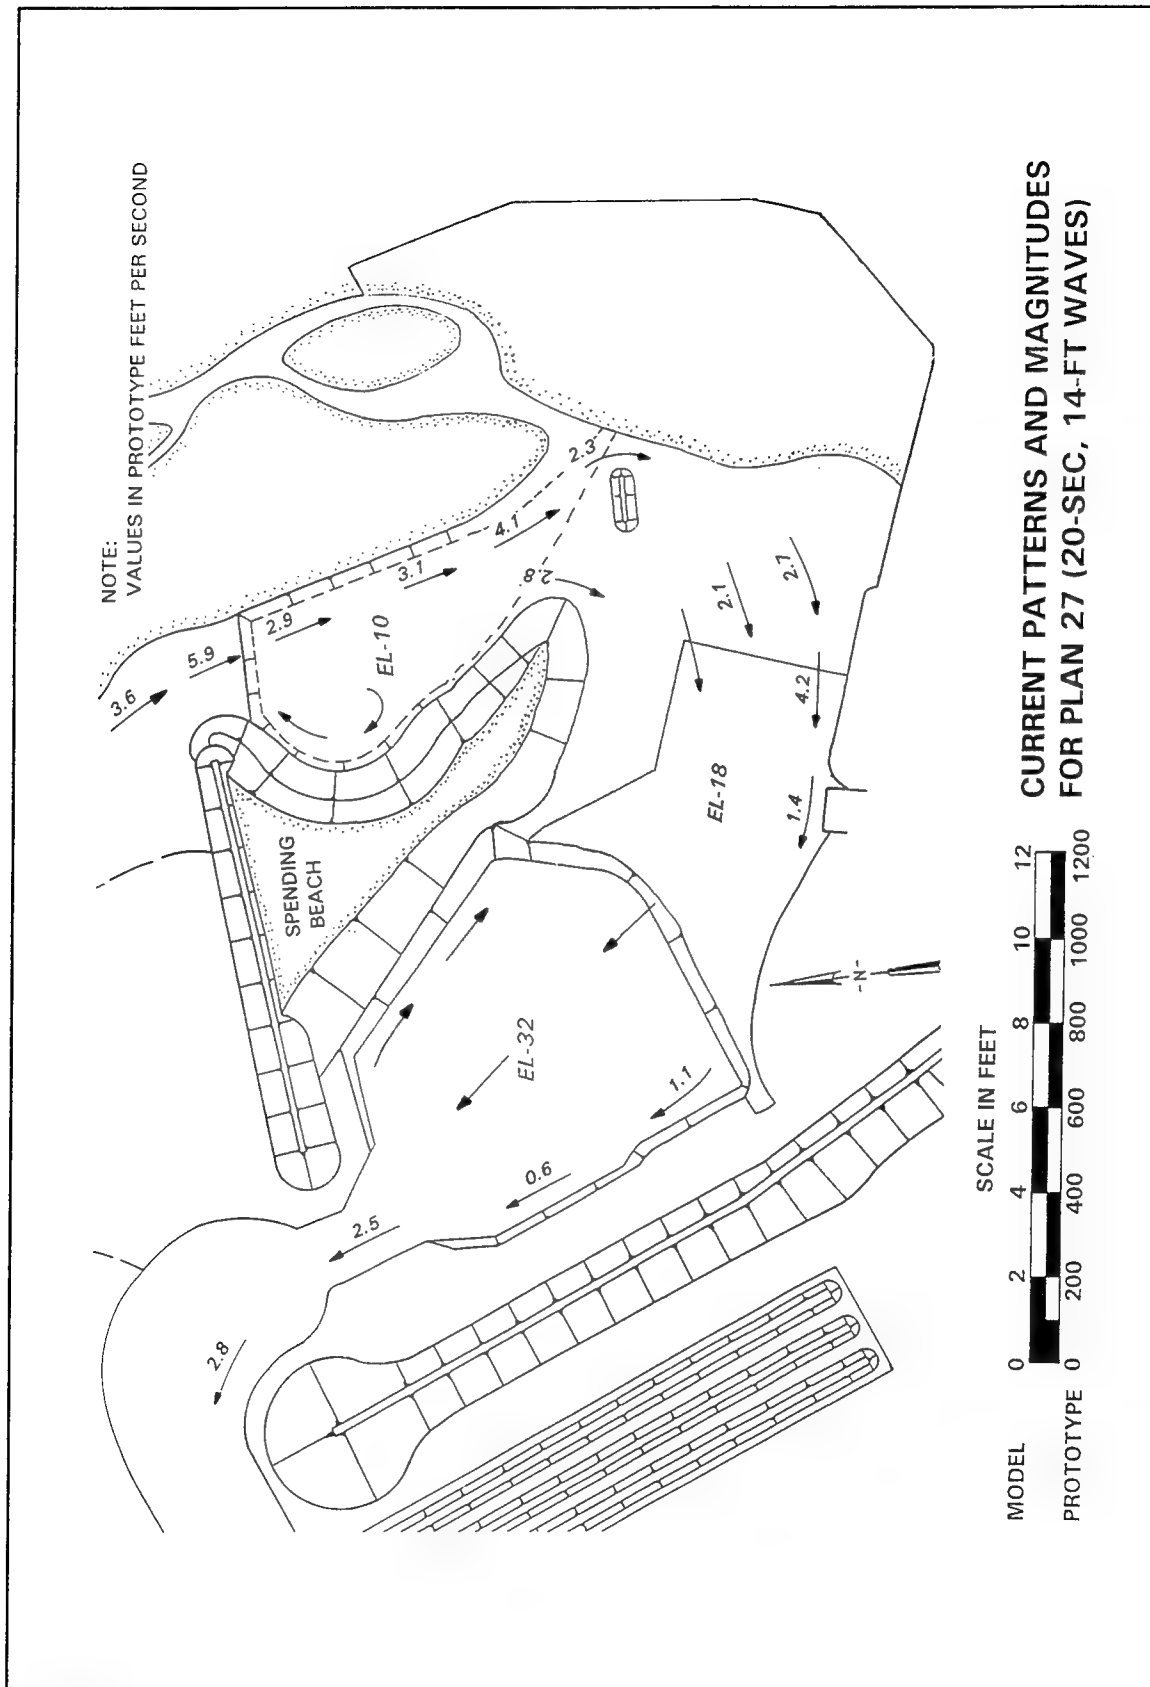 NOTE:
VALUES IN PROTOTYPE FEET PER SECOND
3.6
5.9
2.9
3.1
4.1
2.3
2.8
EL-10
SPENDING
BEACH
2.1
2.7
4.2
1.4
EL-18
EL-32
1.1
0.6
2.5
2.8
-N-
SCALE IN FEET
MODEL 0 2 4 6 8 10 12
PROTOTYPE 0 200 400 600 800 1000 1200
CURRENT PATTERNS AND MAGNITUDES
FOR PLAN 27 (20-SEC, 14-FT WAVES)